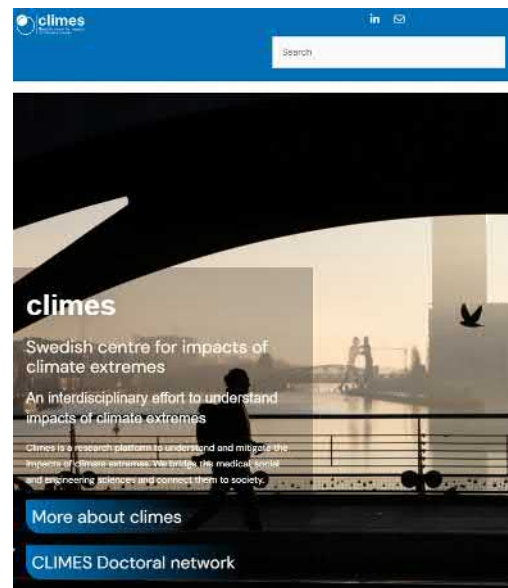 climes
Search
climes
Swedish centre for impacts of
climate extremes
An interdisciplinary effort to understand
impacts of climate extremes
Climes is a research platform to understand and mitigate the
impacts of climate extremes. We bridge the medical, social
and engineering sciences and connect them to society.
More about climes
CLIMES Doctoral network